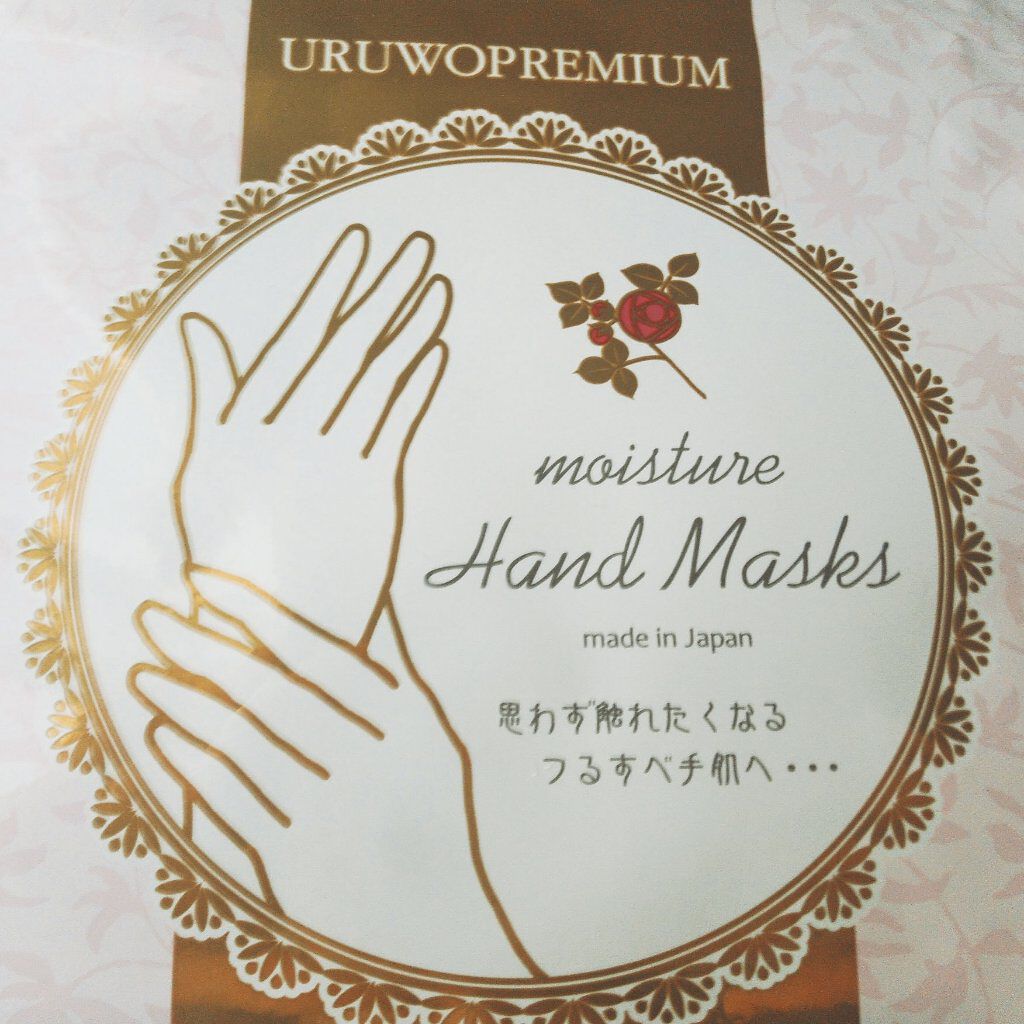 URUWOPREMIUM
moisture
Hand Masks
made in Japan
思わず触れたくなる
つるすべ手肌へ・・・